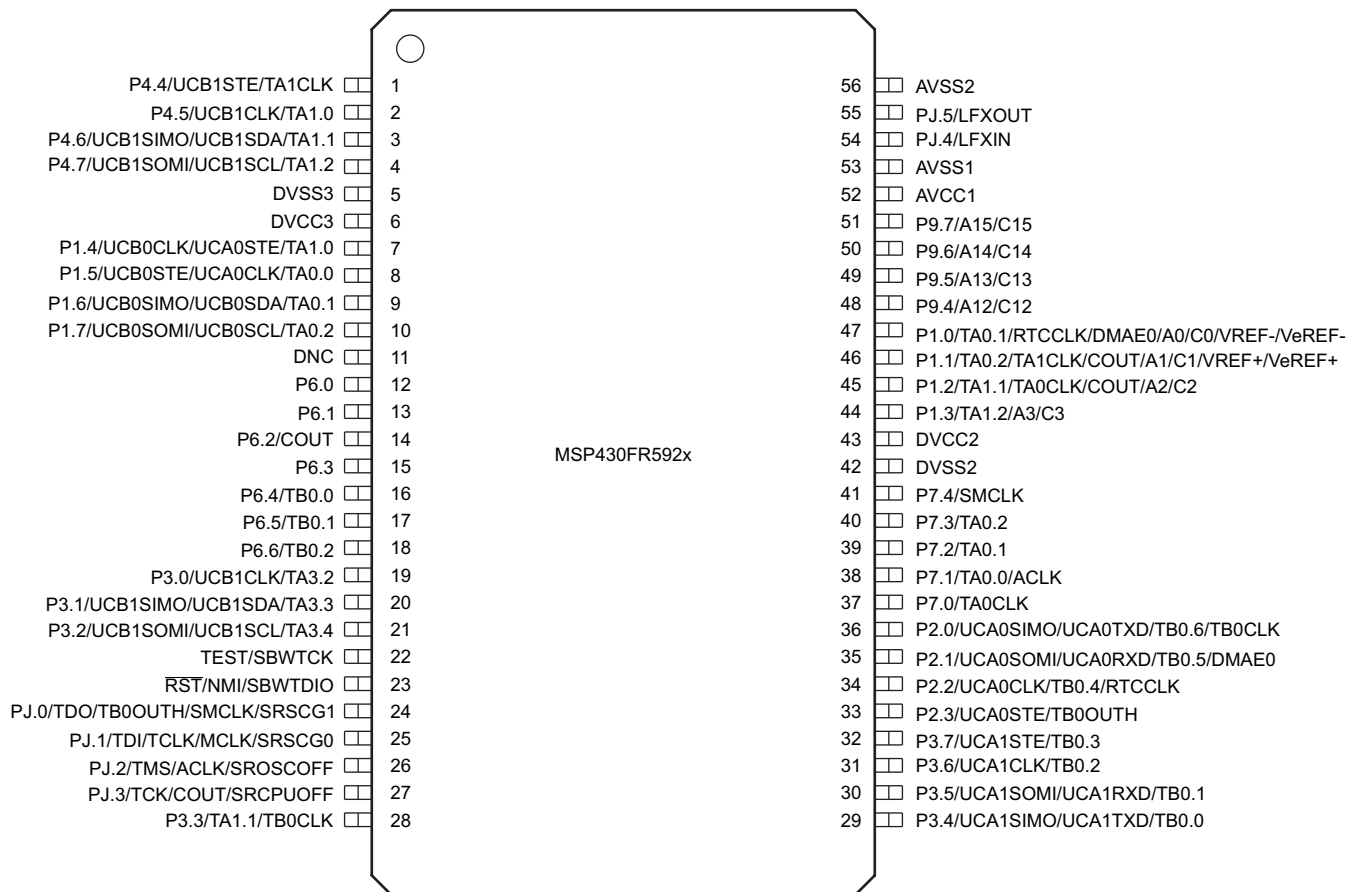 P4.4/UCB1STE/TA1CLK 1
P4.5/UCB1CLK/TA1.0 2
P4.6/UCB1SIMO/UCB1SDA/TA1.1 3
P4.7/UCB1SOMI/UCB1SCL/TA1.2 4
DVSS3 5
DVCC3 6
P1.4/UCB0CLK/UCA0STE/TA1.0 7
P1.5/UCB0STE/UCA0CLK/TA0.0 8
P1.6/UCB0SIMO/UCB0SDA/TA0.1 9
P1.7/UCB0SOMI/UCB0SCL/TA0.2 10
DNC 11
P6.0 12
P6.1 13
P6.2/COUT 14
P6.3 15
P6.4/TB0.0 16
P6.5/TB0.1 17
P6.6/TB0.2 18
P3.0/UCB1CLK/TA3.2 19
P3.1/UCB1SIMO/UCB1SDA/TA3.3 20
P3.2/UCB1SOMI/UCB1SCL/TA3.4 21
TEST/SBWTCK 22
RST/NMI/SBWTDIO 23
PJ.0/TDO/TB0OUTH/SMCLK/SRSCG1 24
PJ.1/TDI/TCLK/MCLK/SRSCG0 25
PJ.2/TMS/ACLK/SROSCOFF 26
PJ.3/TCK/COUT/SRCPUOFF 27
P3.3/TA1.1/TB0CLK 28
MSP430FR592x
56 AVSS2
55 PJ.5/LFXOUT
54 PJ.4/LFXIN
53 AVSS1
52 AVCC1
51 P9.7/A15/C15
50 P9.6/A14/C14
49 P9.5/A13/C13
48 P9.4/A12/C12
47 P1.0/TA0.1/RTCCLK/DMAE0/A0/C0/VREF-/VeREF-
46 P1.1/TA0.2/TA1CLK/COUT/A1/C1/VREF+/VeREF+
45 P1.2/TA1.1/TA0CLK/COUT/A2/C2
44 P1.3/TA1.2/A3/C3
43 DVCC2
42 DVSS2
41 P7.4/SMCLK
40 P7.3/TA0.2
39 P7.2/TA0.1
38 P7.1/TA0.0/ACLK
37 P7.0/TA0CLK
36 P2.0/UCA0SIMO/UCA0TXD/TB0.6/TB0CLK
35 P2.1/UCA0SOMI/UCA0RXD/TB0.5/DMAE0
34 P2.2/UCA0CLK/TB0.4/RTCCLK
33 P2.3/UCA0STE/TB0OUTH
32 P3.7/UCA1STE/TB0.3
31 P3.6/UCA1CLK/TB0.2
30 P3.5/UCA1SOMI/UCA1RXD/TB0.1
29 P3.4/UCA1SIMO/UCA1TXD/TB0.0